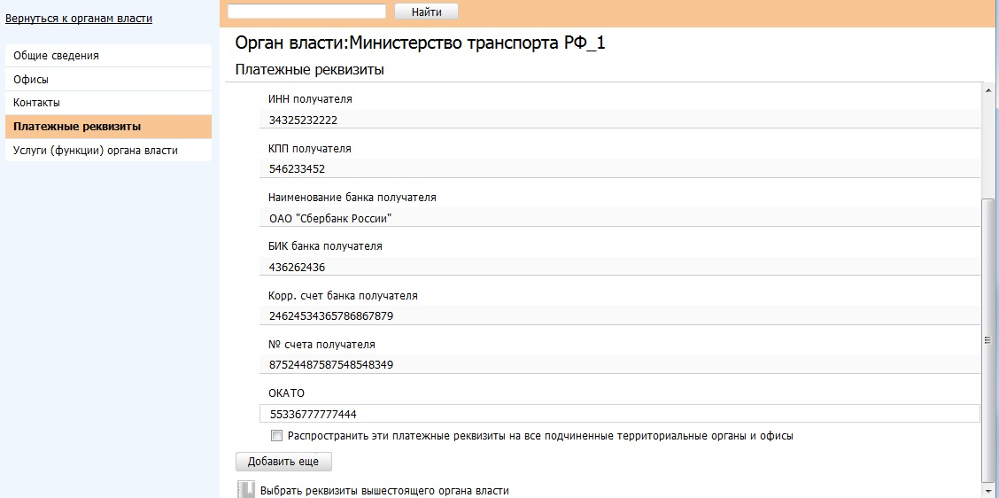 Вернуться к органам власти
Общие сведения
Офисы
Контакты
Платежные реквизиты
Услуги (функции) органа власти
Найти
Орган власти:Министерство транспорта РФ_1
Платежные реквизиты
ИНН получателя
34325232222
КПП получателя
546233452
Наименование банка получателя
ОАО "Сбербанк России"
БИК банка получателя
436262436
Корр. счет банка получателя
24624534365786867879
№ счета получателя
87524487587548548349
ОКАТО
55336777777444
Распространить эти платежные реквизиты на все подчиненные территориальные органы и офисы
Добавить еще
Выбрать реквизиты вышестоящего органа власти